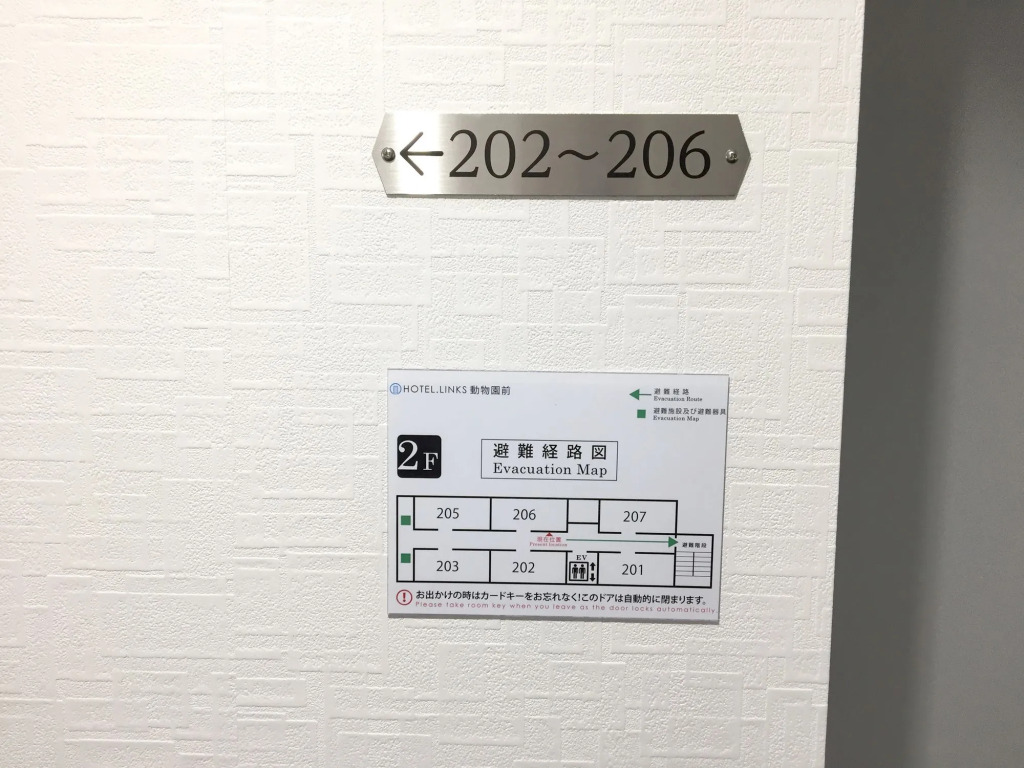 ←202～206
HOTEL.LINKS 動物園前
避難経路
Evacuation Route
避難施設及び避難器具
Evacuation Map
2F
避難経路図
Evacuation Map
205
206
207
現在位置
Present location
避難階段
EV
203
202
201
お出かけの時はカードキーをお忘れなく!このドアは自動的に閉まります。
Please take room key when you leave as the door locks automatically.